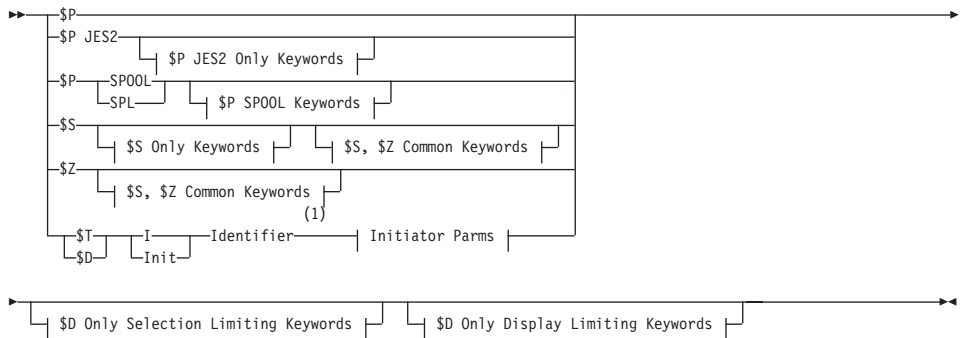 $P
$P JES2
$P JES2 Only Keywords
$P SPOOL
SPL
$P SPOOL Keywords
$S
$S Only Keywords
$S, $Z Common Keywords
$Z
$S, $Z Common Keywords
(1)
$T I Identifier Initiator Parms
$D Init
$D Only Selection Limiting Keywords
$D Only Display Limiting Keywords